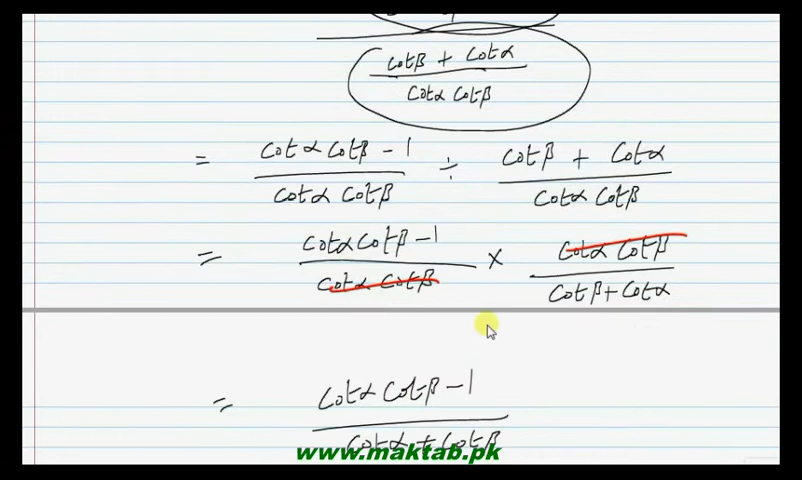 Cotβ + Cotα
Cotα Cotβ
= Cotα Cotβ - 1 ÷ Cotβ + Cotα
Cotα Cotβ Cotα Cotβ
= Cotα Cotβ - 1 × Cotα Cotβ
Cotα Cotβ Cotβ + Cotα
= Cotα Cotβ - 1
Cotα + Cotβ
www.maktab.pk